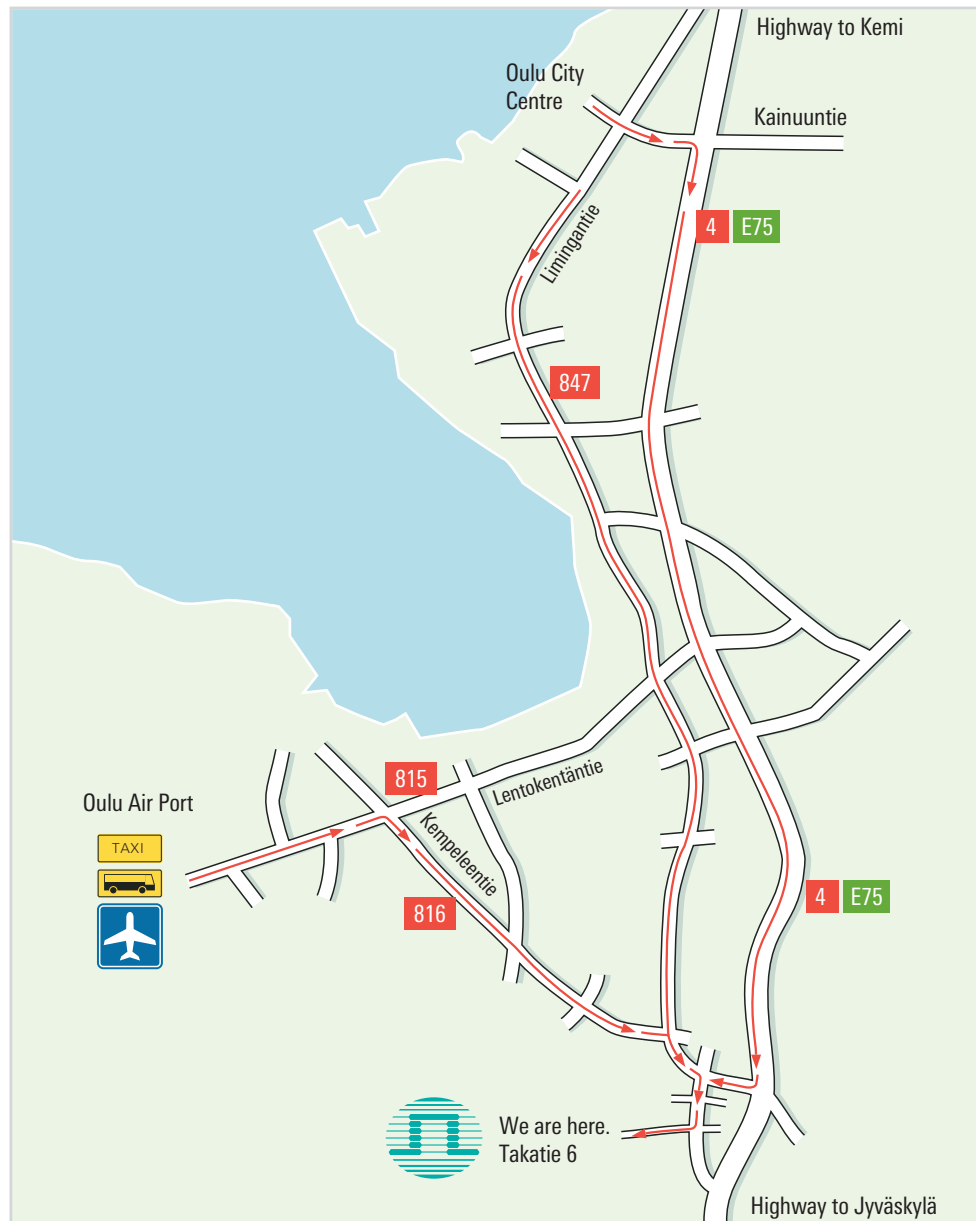 Highway to Kemi
Oulu City
Centre
Kainuuntie
Limingantie
4 E75
847
815
Lentokentäntie
Oulu Air Port
TAXI
Kempeleentie
816
4 E75
We are here.
Takatie 6
Highway to Jyväskylä